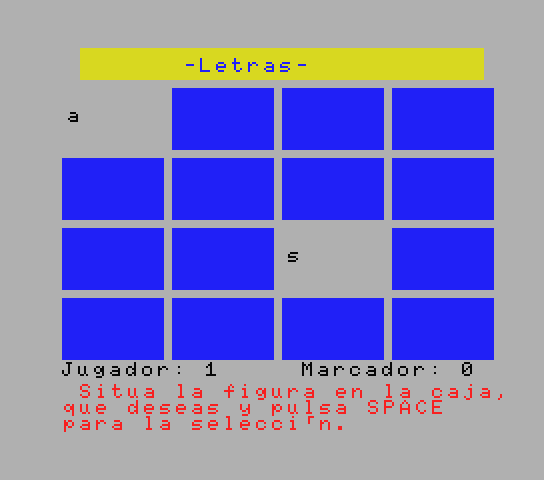 -Letras-
a
s
Jugador: 1 Marcador: 0
Situa la figura en la caja,
que deseas y pulsa SPACE
para la selecci┌n.